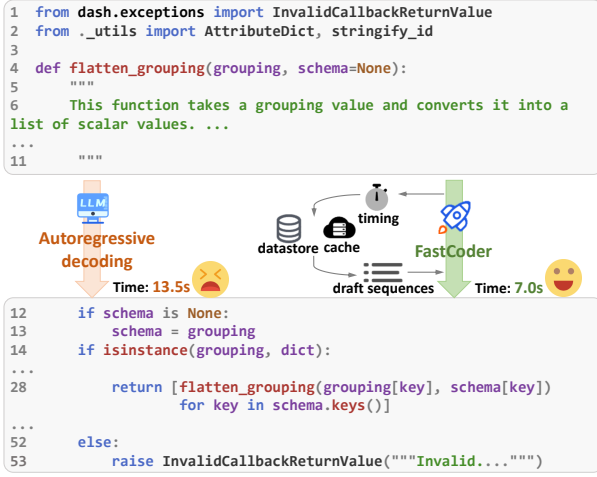 1 from dash.exceptions import InvalidCallbackReturnValue
2 from ._utils import AttributeDict, stringify_id
3
4 def flatten_grouping(grouping, schema=None):
5 """
6 This function takes a grouping value and converts it into a
list of scalar values. ...
...
11 """
LLM
Autoregressive
decoding
Time: 13.5s
timing
datastore
cache
draft sequences
FastCoder
Time: 7.0s
12 if schema is None:
13 schema = grouping
14 if isinstance(grouping, dict):
...
28 return [flatten_grouping(grouping[key], schema[key])
for key in schema.keys()]
...
52 else:
53 raise InvalidCallbackReturnValue("""Invalid....""")